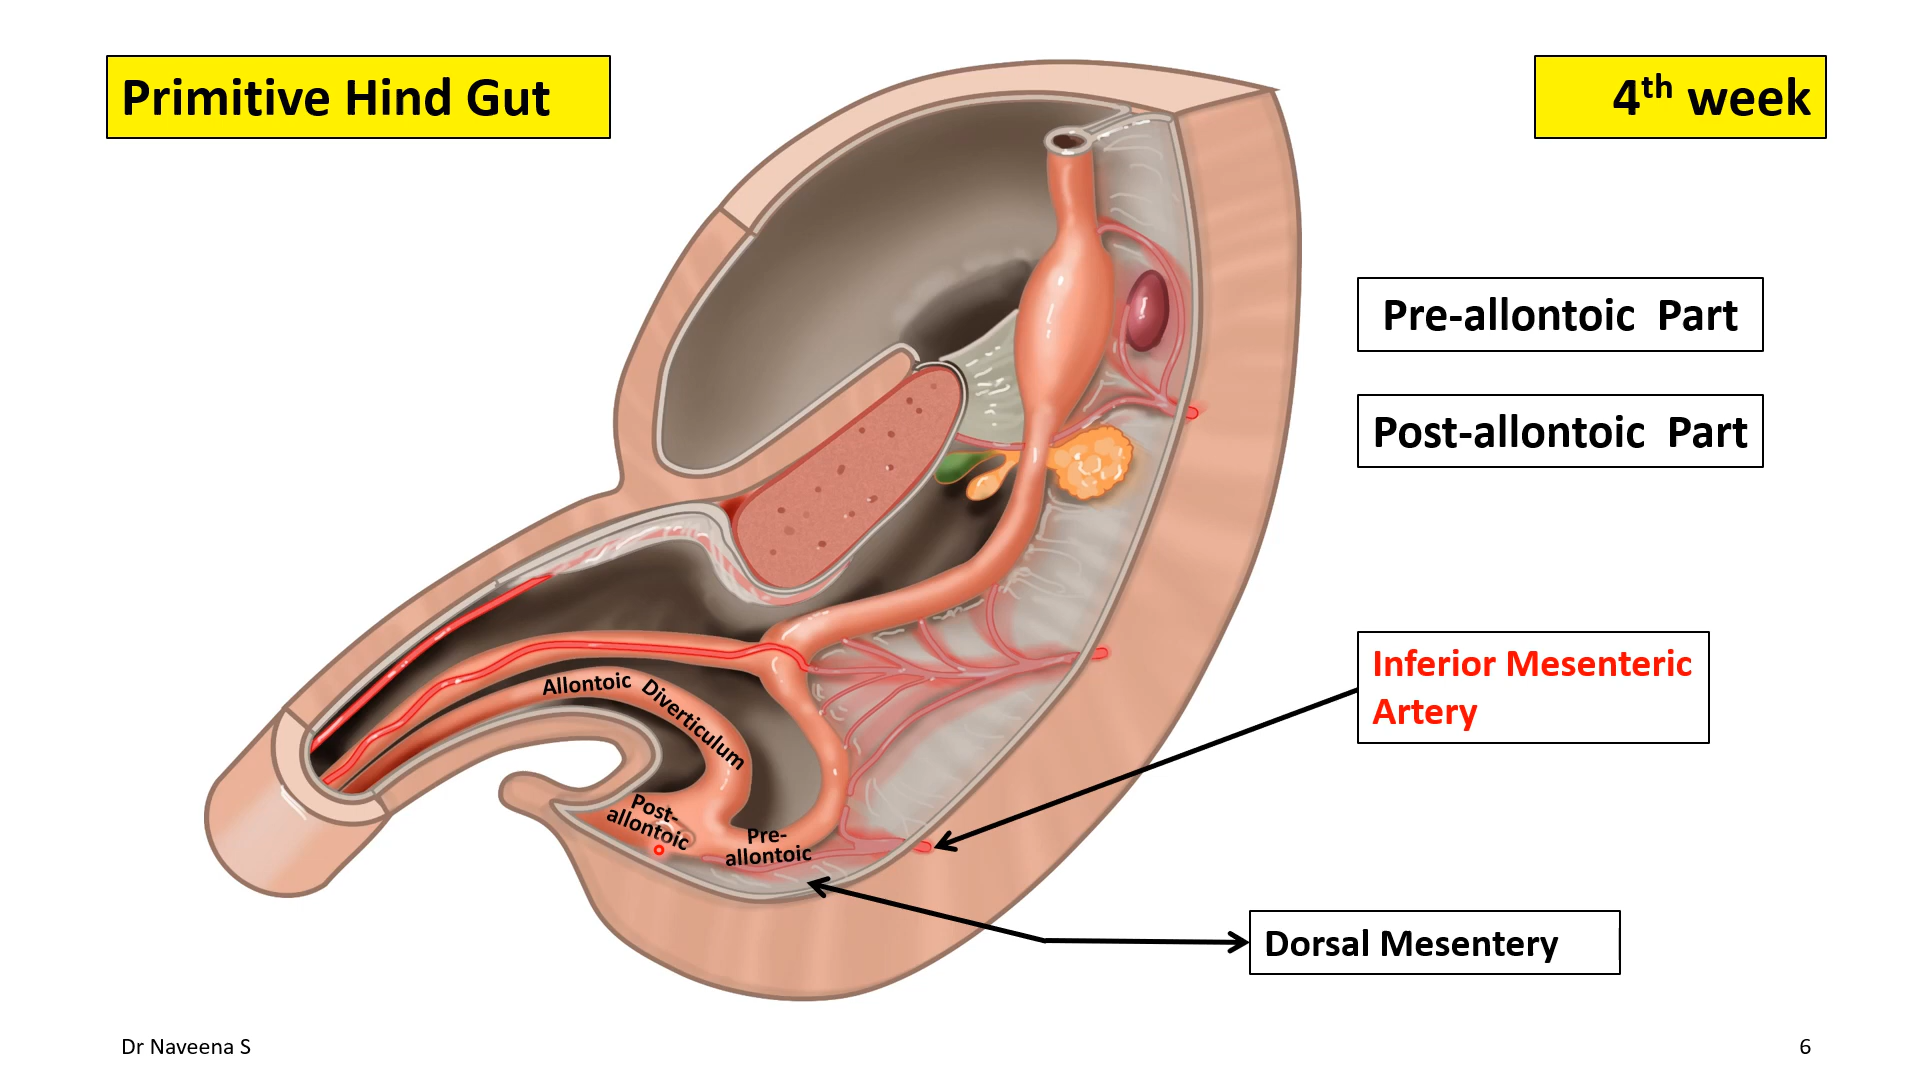 Primitive Hind Gut
4th week
Pre-allontoic Part
Post-allontoic Part
Inferior Mesenteric
Artery
Allontoic Diverticulum
Post-
allontoic
Pre-
allontoic
Dorsal Mesentery
Dr Naveena S
6